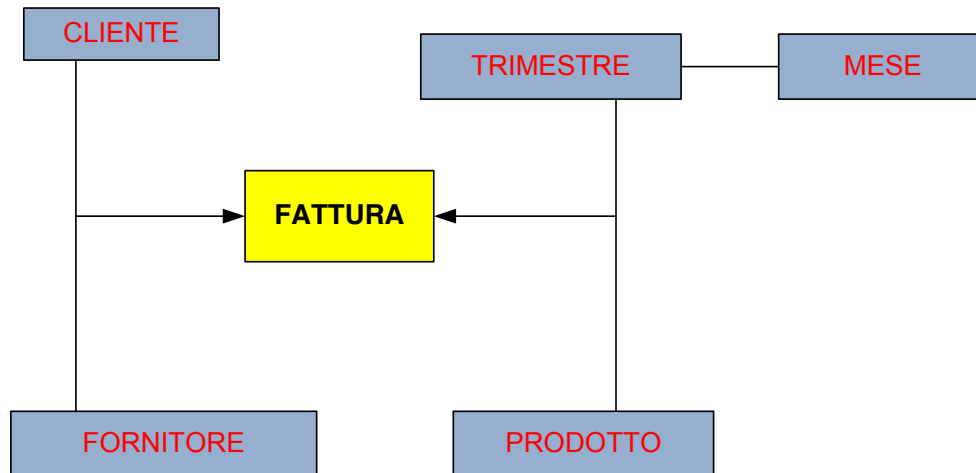 CLIENTE
TRIMESTRE
MESE
FATTURA
FORNITORE
PRODOTTO